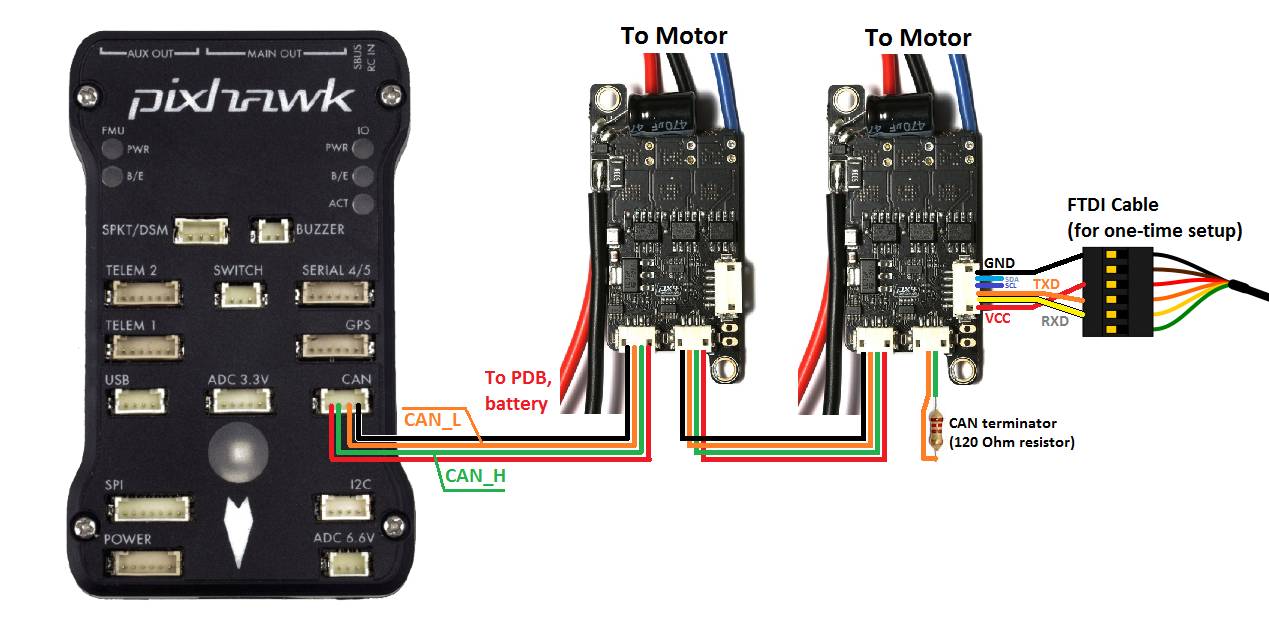 AUX OUT
MAIN OUT
SBUS
RC IN
pixhawk
FMU
IO
PWR
PWR
B/E
B/E
ACT
SPKT/DSM
BUZZER
TELEM 2
SWITCH
SERIAL 4/5
TELEM 1
GPS
USB
ADC 3.3V
CAN
SPI
I2C
POWER
ADC 6.6V
CAN_L
CAN_H
To Motor
To Motor
470µF
470µF
To PDB,
battery
GND
SDA
SCL
TXD
VCC
RXD
FTDI Cable
(for one-time setup)
CAN terminator
(120 Ohm resistor)